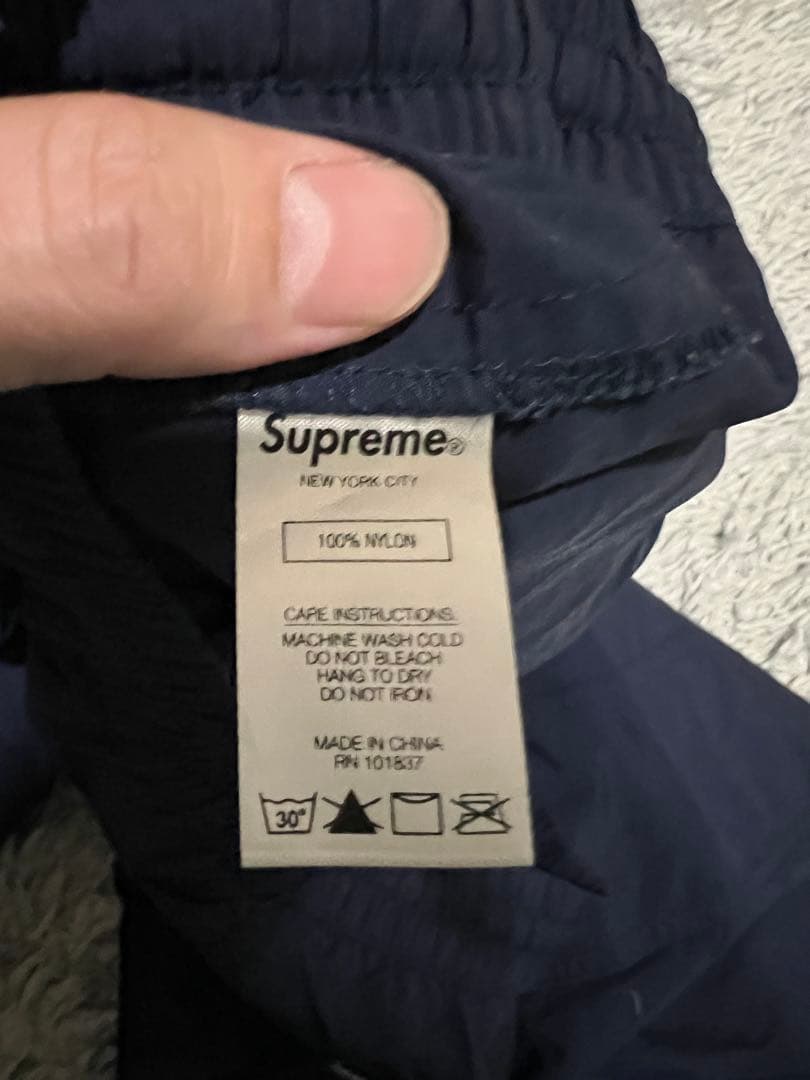 Supreme®
NEW YORK CITY
100% NYLON
CARE INSTRUCTIONS
MACHINE WASH COLD
DO NOT BLEACH
HANG TO DRY
DO NOT IRON
MADE IN CHINA
RN 101837
30°